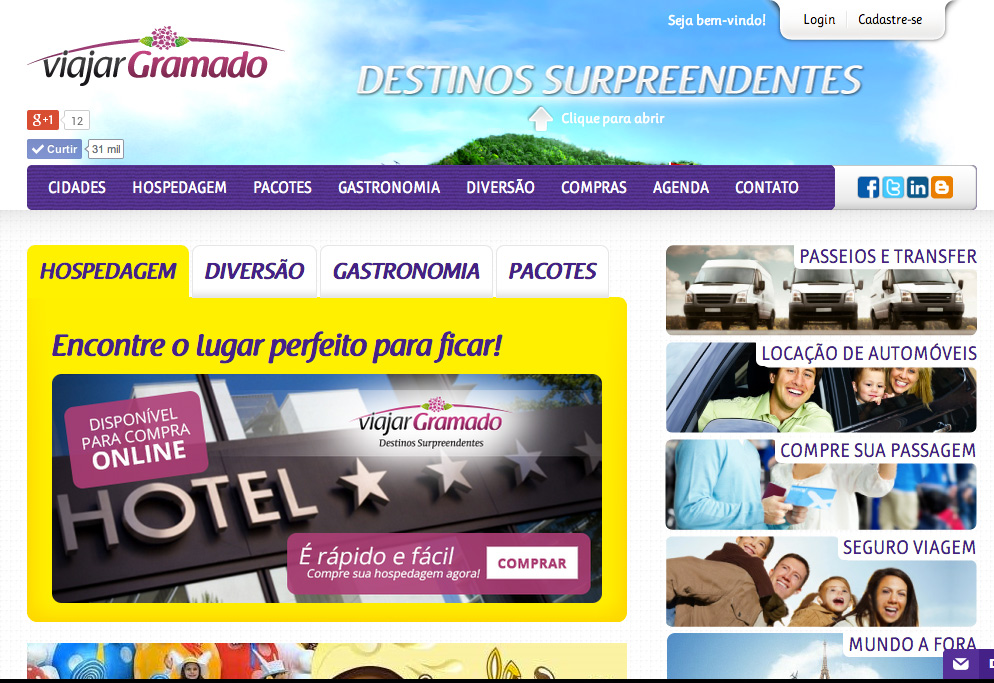 Seja bem-vindo!
Login
Cadastre-se
viajarGramado
DESTINOS SURPREENDENTES
Clique para abrir
g+1 12
Curtir 31 mil
CIDADES HOSPEDAGEM PACOTES GASTRONOMIA DIVERSÃO COMPRAS AGENDA CONTATO
HOSPEDAGEM DIVERSÃO GASTRONOMIA PACOTES
Encontre o lugar perfeito para ficar!
DISPONÍVEL
PARA COMPRA
ONLINE
viajarGramado
Destinos Surpreendentes
HOTEL
É rápido e fácil
Compre sua hospedagem agora!
COMPRAR
PASSEIOS E TRANSFER
LOCAÇÃO DE AUTOMÓVEIS
COMPRE SUA PASSAGEM
SEGURO VIAGEM
MUNDO A FORA